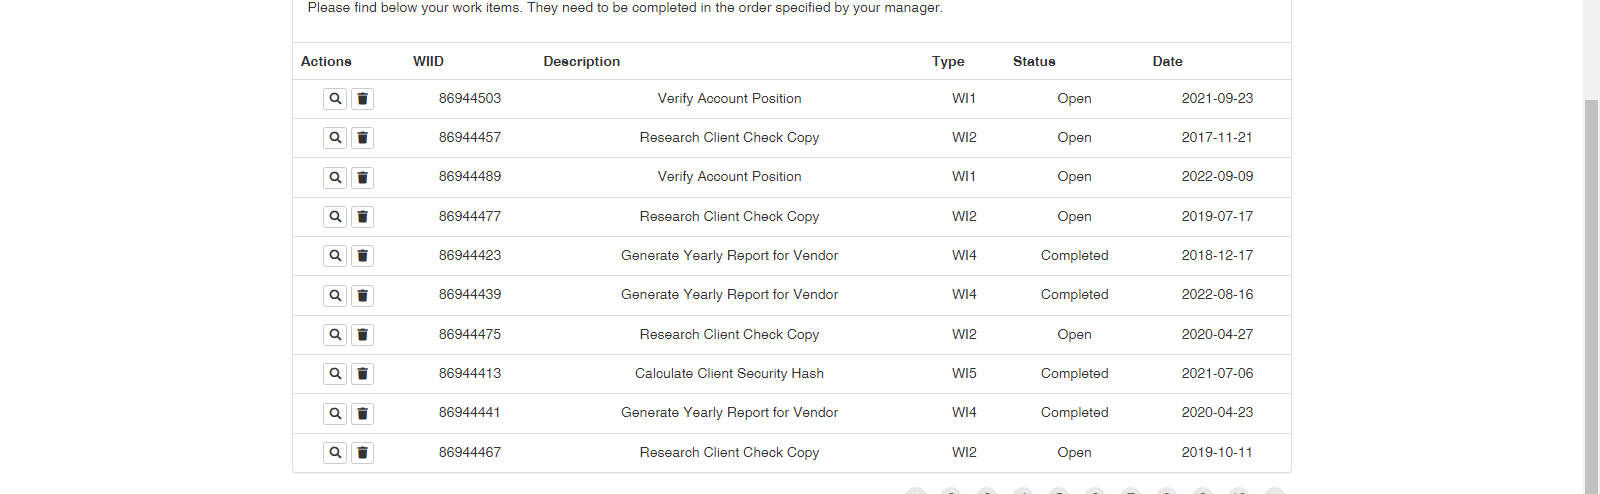 Please find below your work items. They need to be completed in the order specified by your manager.
Actions WIID Description Type Status Date
86944503 Verify Account Position WI1 Open 2021-09-23
86944457 Research Client Check Copy WI2 Open 2017-11-21
86944489 Verify Account Position WI1 Open 2022-09-09
86944477 Research Client Check Copy WI2 Open 2019-07-17
86944423 Generate Yearly Report for Vendor WI4 Completed 2018-12-17
86944439 Generate Yearly Report for Vendor WI4 Completed 2022-08-16
86944475 Research Client Check Copy WI2 Open 2020-04-27
86944413 Calculate Client Security Hash WI5 Completed 2021-07-06
86944441 Generate Yearly Report for Vendor WI4 Completed 2020-04-23
86944467 Research Client Check Copy WI2 Open 2019-10-11